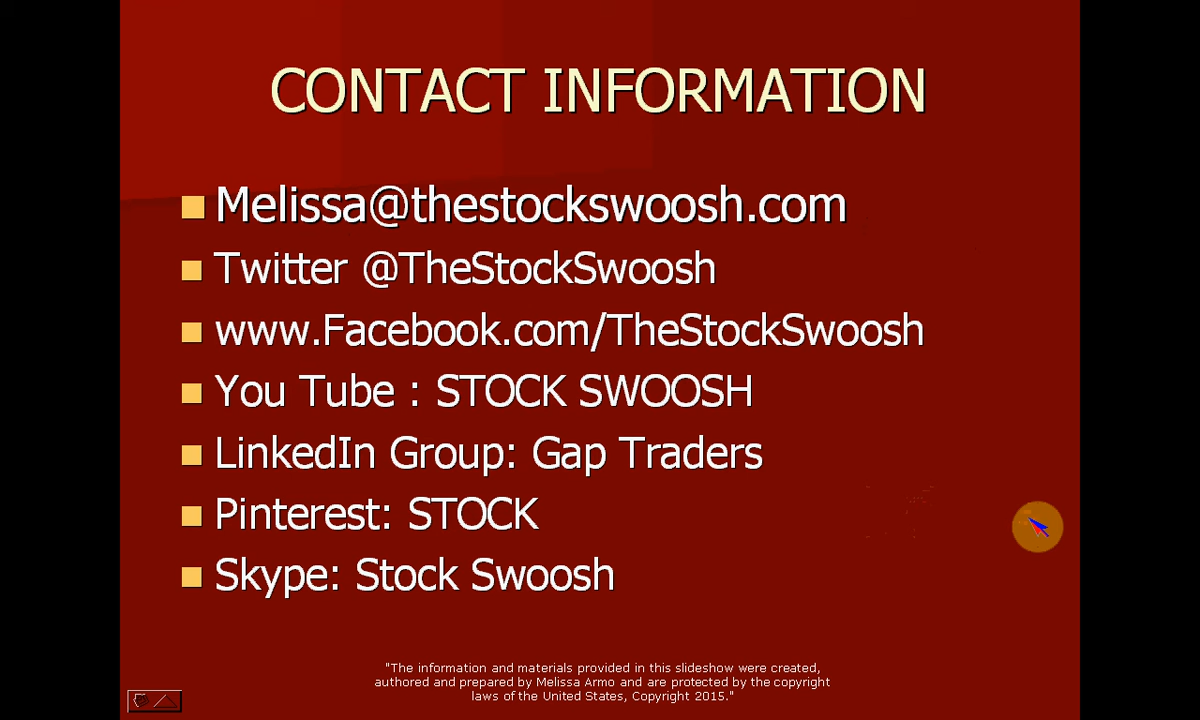 CONTACT INFORMATION
Melissa@thestockswoosh.com
Twitter @TheStockSwoosh
www.Facebook.com/TheStockSwoosh
You Tube : STOCK SWOOSH
LinkedIn Group: Gap Traders
Pinterest: STOCK
Skype: Stock Swoosh
"The information and materials provided in this slideshow were created,
authored and prepared by Melissa Armo and are protected by the copyright
laws of the United States, Copyright 2015."